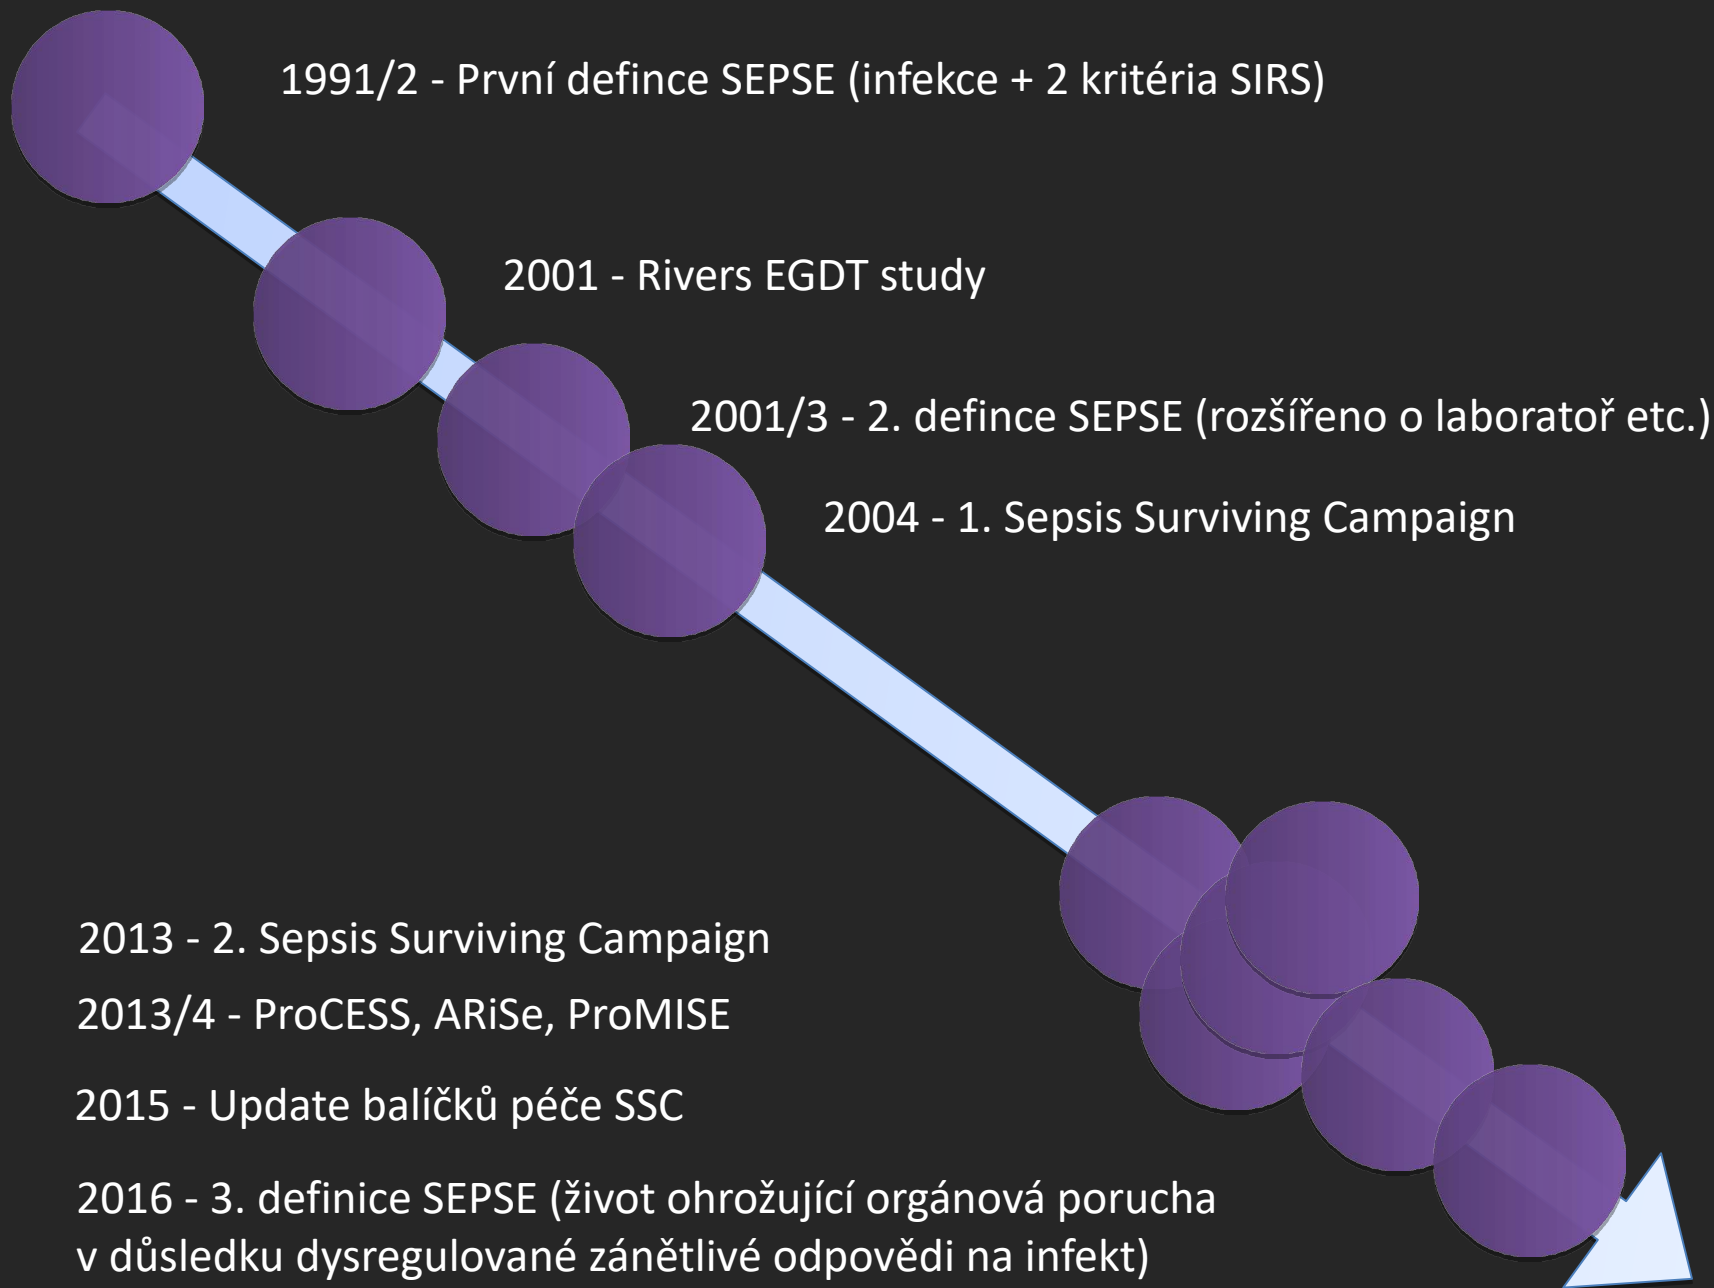 1991/2 - První defince SEPSE (infekce + 2 kritéria SIRS)
2001 - Rivers EGDT study
2001/3 - 2. defince SEPSE (rozšířeno o laboratoř etc.)
2004 - 1. Sepsis Surviving Campaign
2013 - 2. Sepsis Surviving Campaign
2013/4 - ProCESS, ARiSe, ProMISE
2015 - Update balíčků péče SSC
2016 - 3. definice SEPSE (život ohrožující orgánová porucha
v důsledku dysregulované zánětlivé odpovědi na infekt)